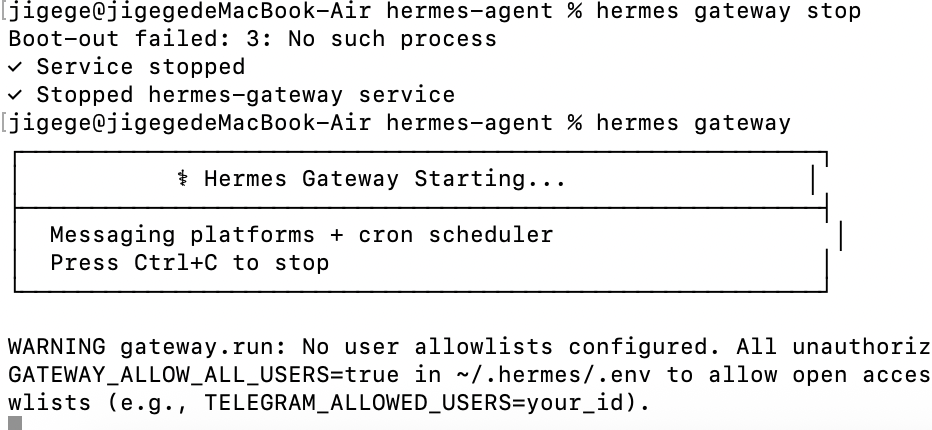 [jigege@jigegedeMacBook-Air hermes-agent % hermes gateway stop
Boot-out failed: 3: No such process
✓ Service stopped
✓ Stopped hermes-gateway service
[jigege@jigegedeMacBook-Air hermes-agent % hermes gateway
⚕ Hermes Gateway Starting...
Messaging platforms + cron scheduler
Press Ctrl+C to stop
WARNING gateway.run: No user allowlists configured. All unauthoriz
GATEWAY_ALLOW_ALL_USERS=true in ~/.hermes/.env to allow open acces
wlists (e.g., TELEGRAM_ALLOWED_USERS=your_id).